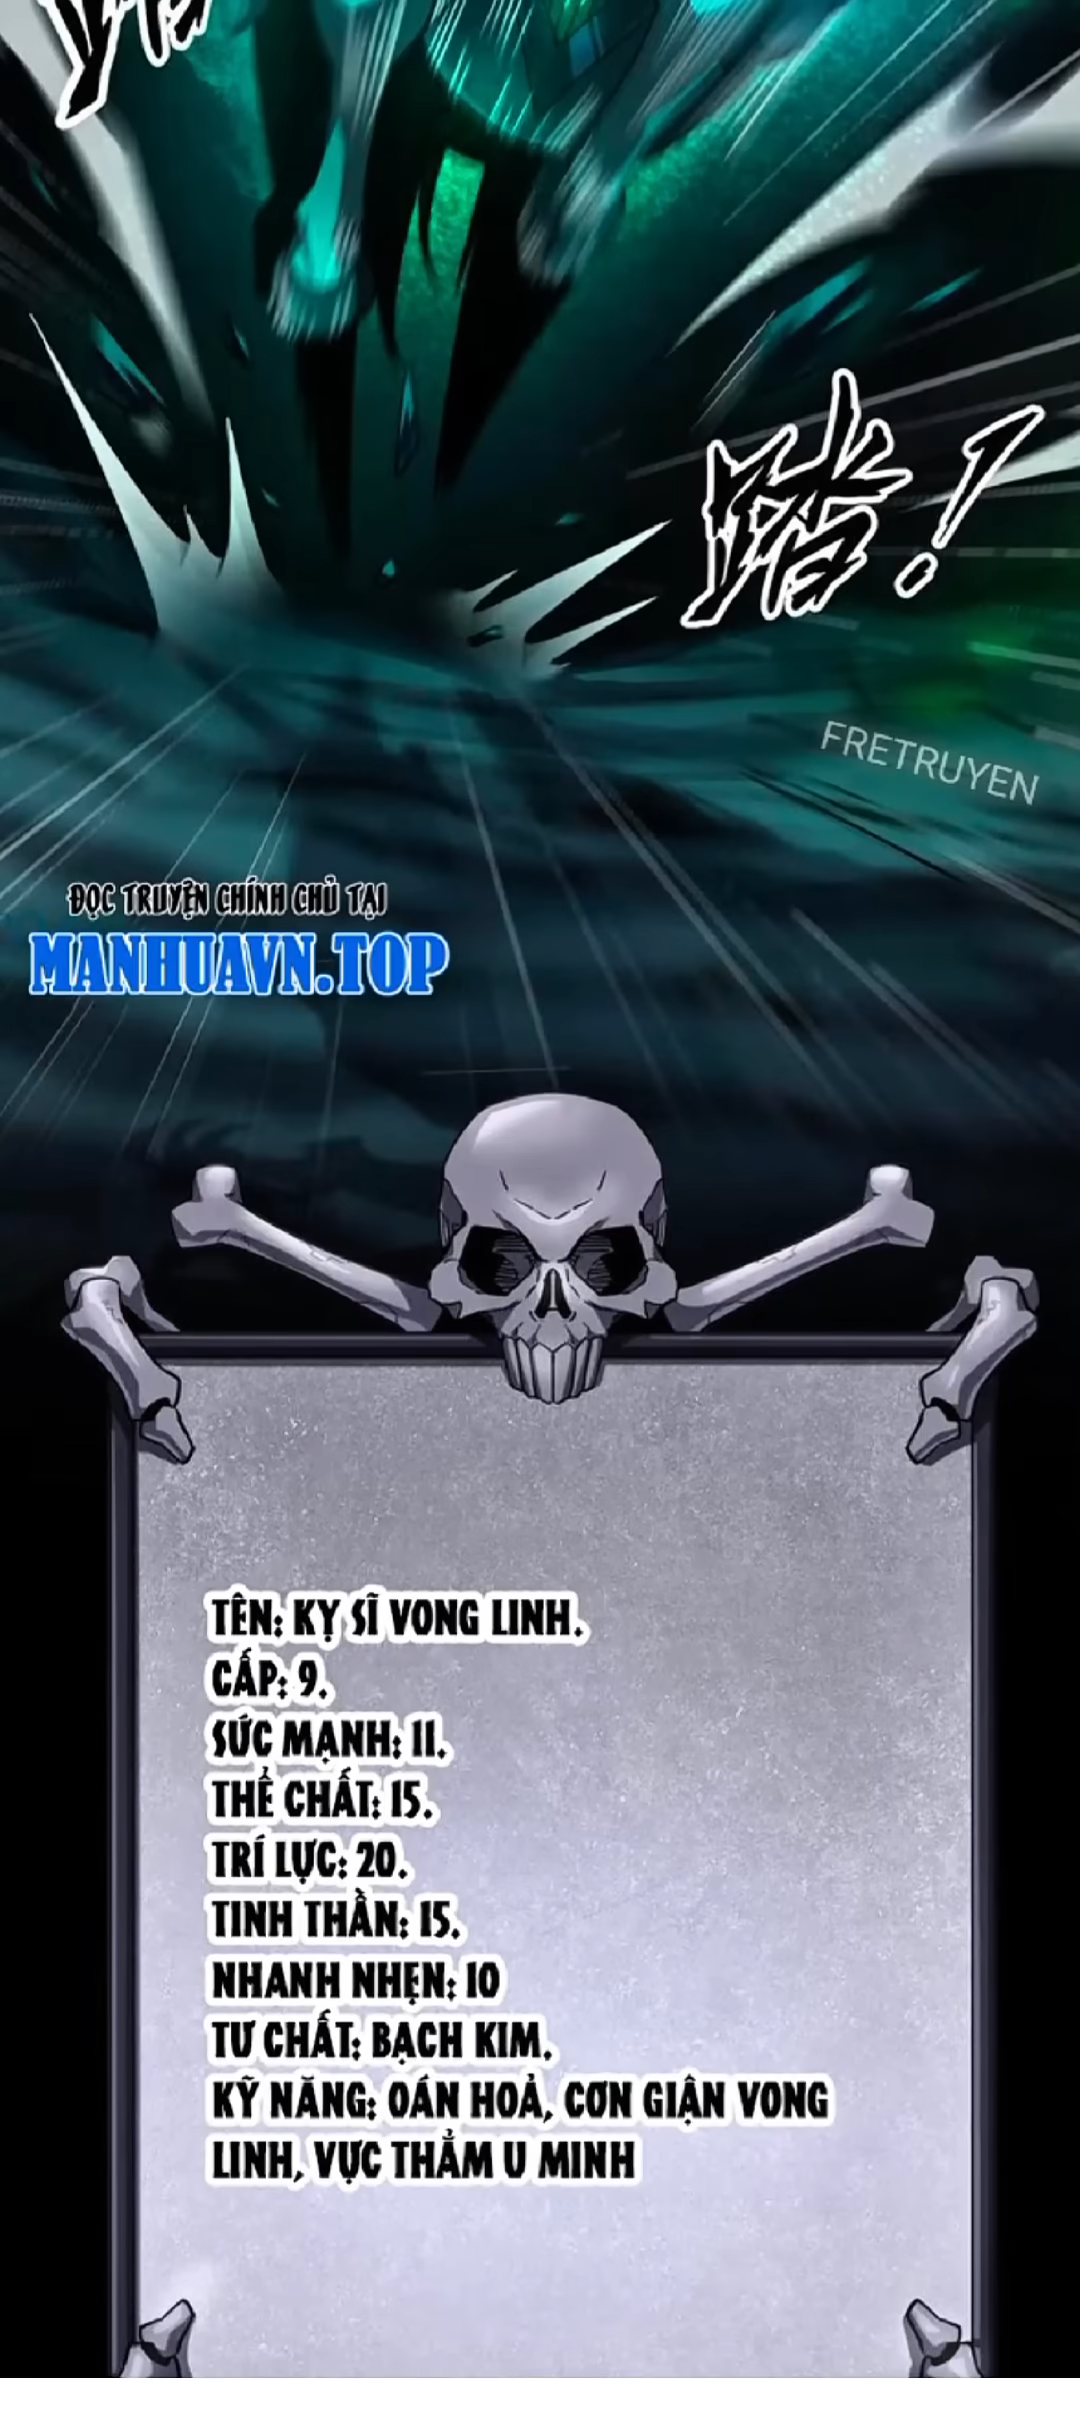 踏!
FRETRUYEN
ĐỌC TRUYỆN CHÍNH CHỦ TẠI
MANHUAVN.TOP
TÊN: KỴ SĨ VONG LINH.
CẤP: 9.
SỨC MẠNH: 11.
THỂ CHẤT: 15.
TRÍ LỰC: 20.
TINH THẦN: 15.
NHANH NHẸN: 10
TƯ CHẤT: BẠCH KIM.
KỸ NĂNG: OÁN HOẢ, CƠN GIẬN VONG
LINH, VỰC THẲM U MINH